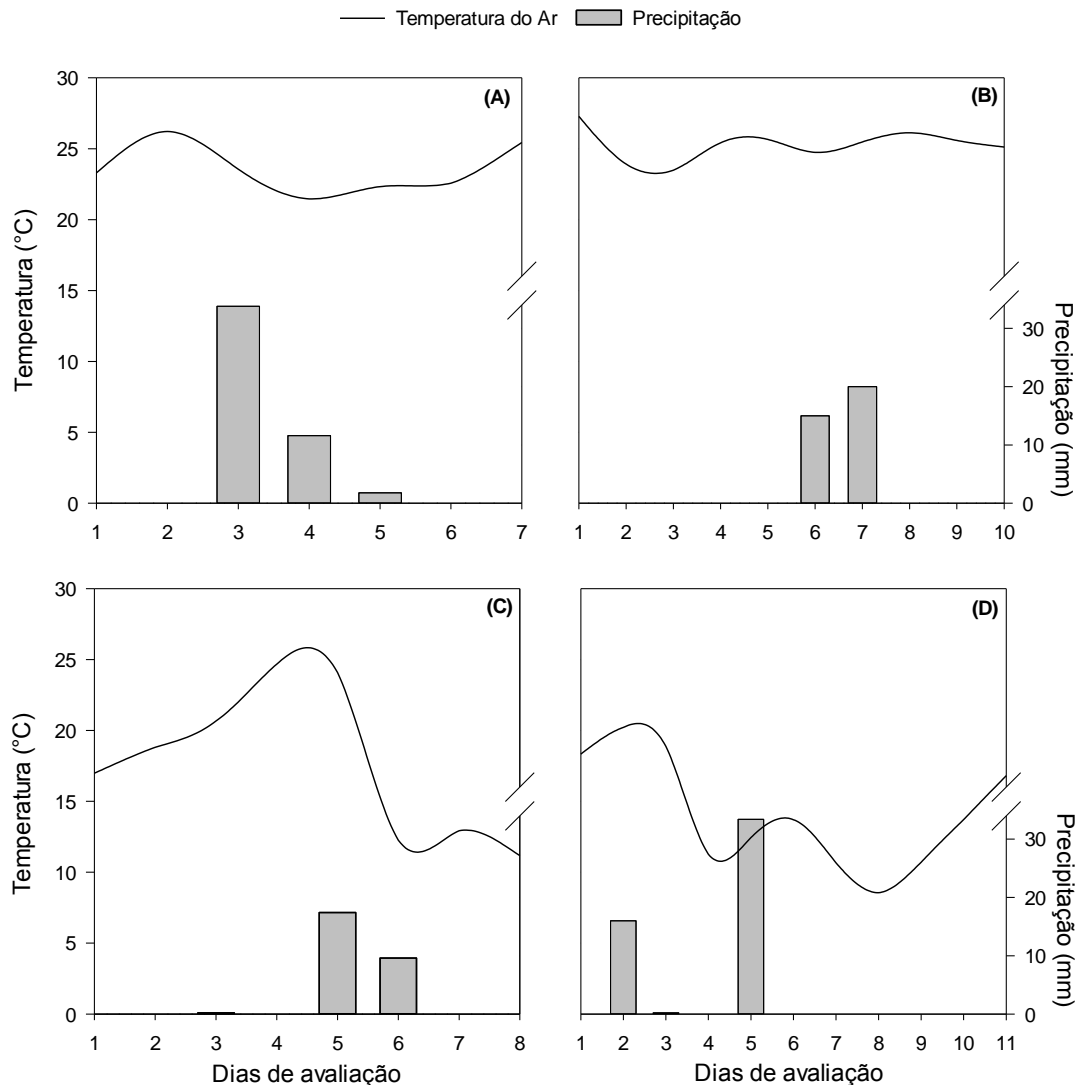 Temperatura do Ar Precipitação
(A)
30
25
20
15
10
5
0
Temperatura (°C)
1 2 3 4 5 6 7
(B)
30
20
10
0
Precipitação (mm)
1 2 3 4 5 6 7 8 9 10
(C)
30
25
20
15
10
5
0
Temperatura (°C)
1 2 3 4 5 6 7 8
Dias de avaliação
(D)
30
20
10
0
Precipitação (mm)
1 2 3 4 5 6 7 8 9 10 11
Dias de avaliação